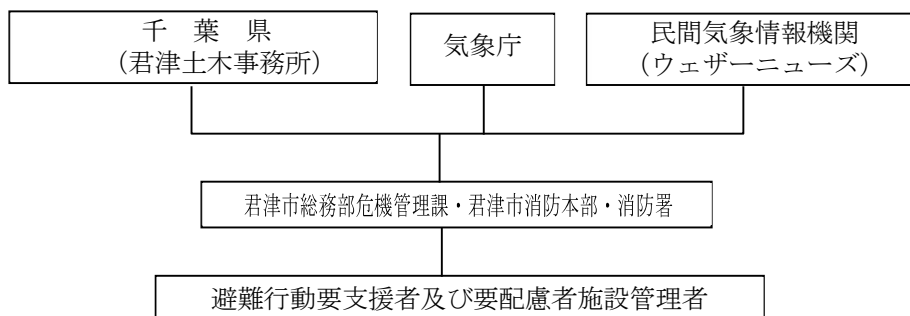 千　葉　県
（君津土木事務所）
気象庁
民間気象情報機関
（ウェザーニューズ）
君津市総務部危機管理課・君津市消防本部・消防署
避難行動要支援者及び要配慮者施設管理者